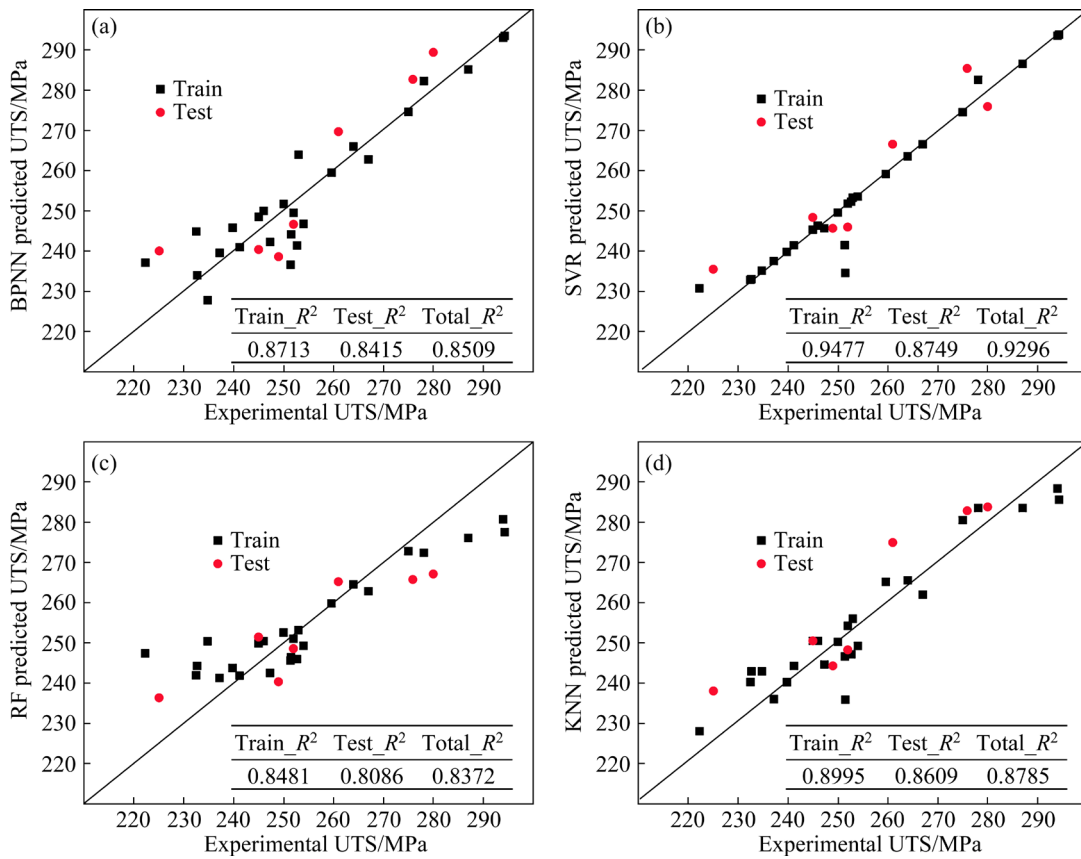 (a)
Train
Test
BPNN predicted UTS/MPa
290
280
270
260
250
240
230
220
Train_R² Test_R² Total_R²
0.8713 0.8415 0.8509
220 230 240 250 260 270 280 290
Experimental UTS/MPa
(b)
Train
Test
SVR predicted UTS/MPa
290
280
270
260
250
240
230
220
Train_R² Test_R² Total_R²
0.9477 0.8749 0.9296
220 230 240 250 260 270 280 290
Experimental UTS/MPa
(c)
Train
Test
RF predicted UTS/MPa
290
280
270
260
250
240
230
220
Train_R² Test_R² Total_R²
0.8481 0.8086 0.8372
220 230 240 250 260 270 280 290
Experimental UTS/MPa
(d)
Train
Test
KNN predicted UTS/MPa
290
280
270
260
250
240
230
220
Train_R² Test_R² Total_R²
0.8995 0.8609 0.8785
220 230 240 250 260 270 280 290
Experimental UTS/MPa